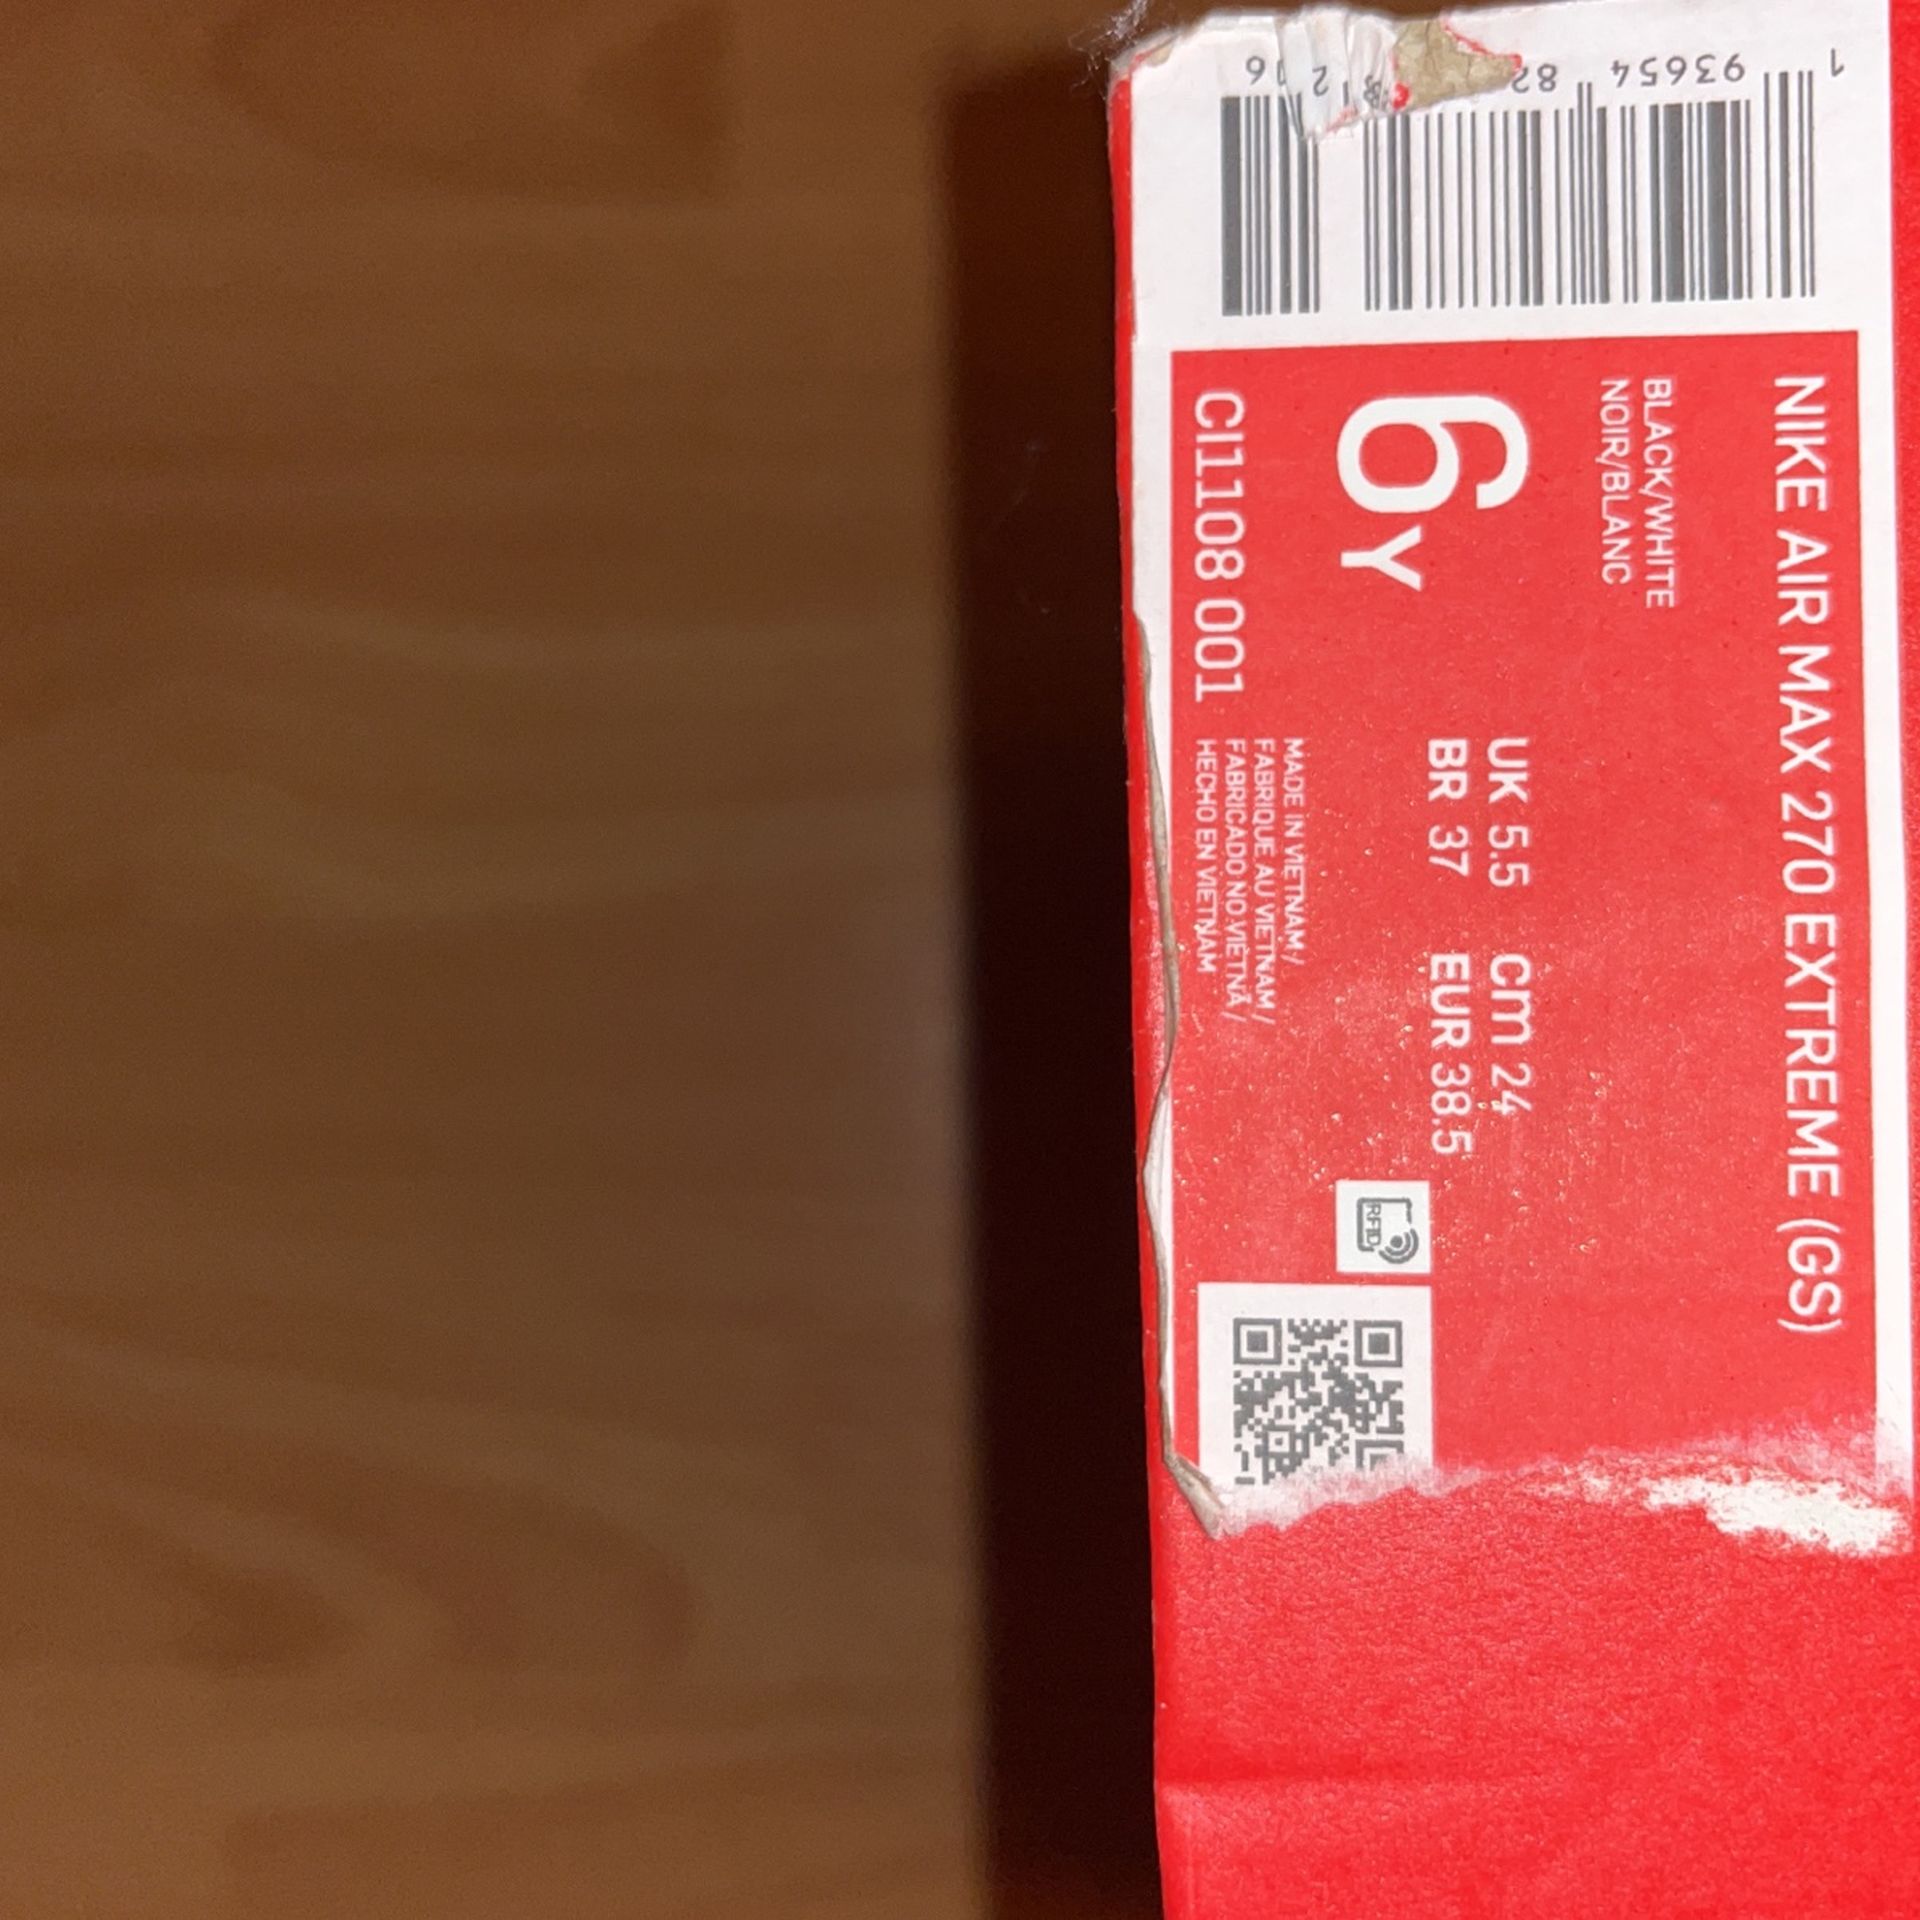 NIKE AIR MAX 270 EXTREME (GS)
BLACK/WHITE
NOIR/BLANC
6Y
UK 5.5 cm 24
BR 37 EUR 38.5
CI1108 001
MADE IN VIETNAM/
FABRIQUE AU VIETNAM/
FABRICADO NO VIETNÃ/
HECHO EN VIETNAM
RFID
1 93654 82
6